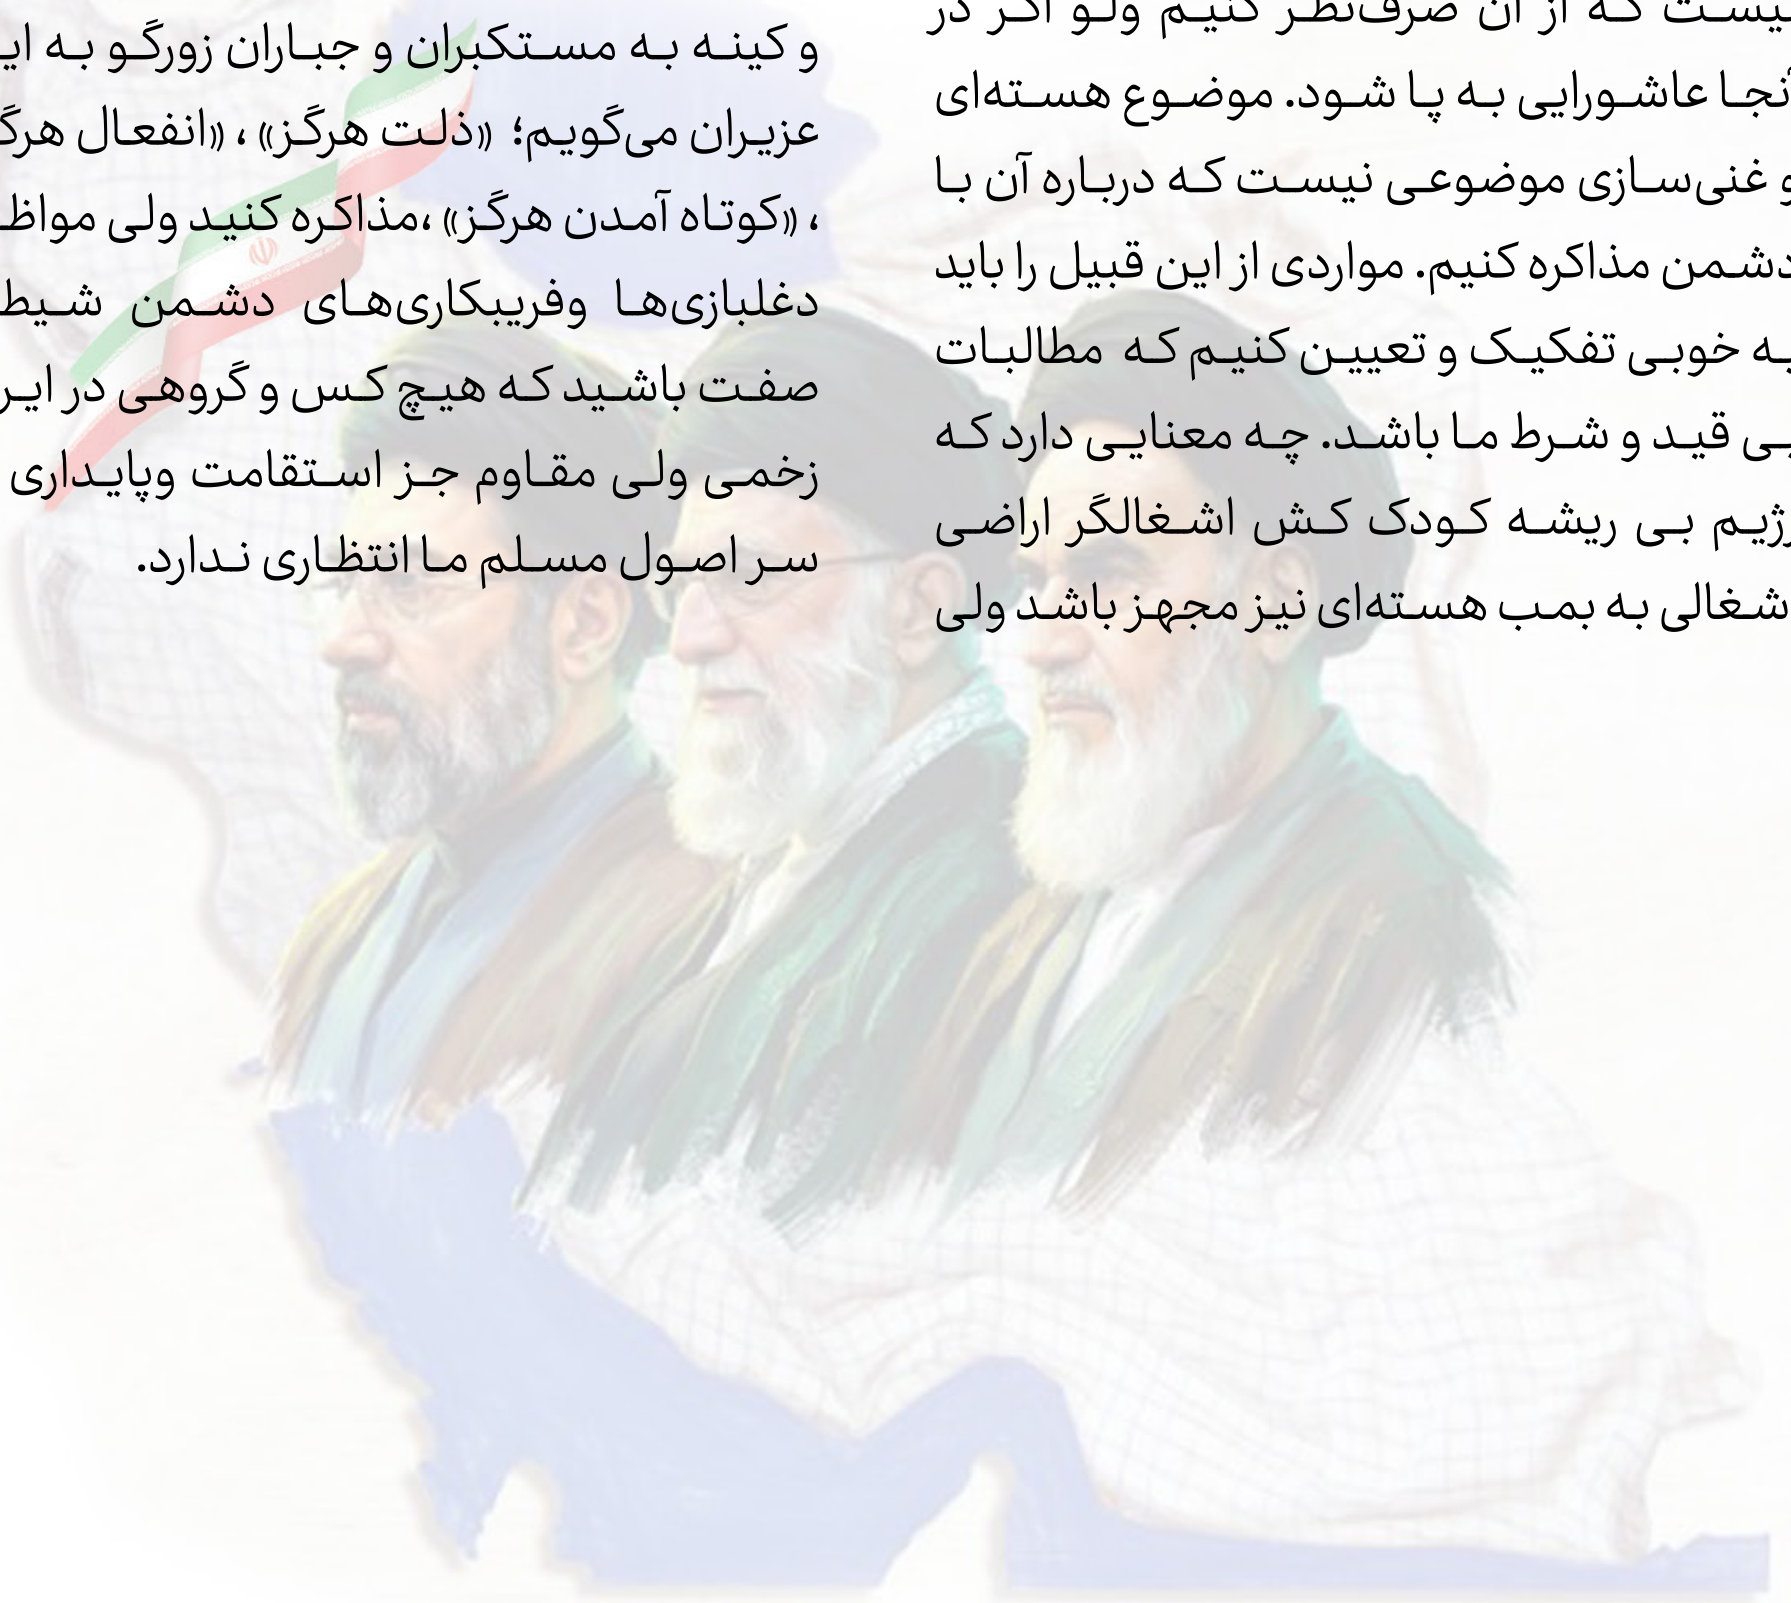 که از آن صرف‌نظر کنیم ولو اگر در
عاشورایی به پا شود. موضوع هسته‌ای
و غنی‌سازی موضوعی نیست که درباره آن با
دشمن مذاکره کنیم. مواردی از این قبیل را باید
به خوبی تفکیک و تعیین کنیم که مطالبات
بی قید و شرط ما باشد. چه معنایی دارد که
رژیم بی ریشه کودک کش اشغالگر اراضی
به بمب هسته‌ای نیز مجهز باشد ولی
و کینه به مستکبران و جباران زورگو به
عزیران می‌گویم؛ «ذلت هرگز» ، «انفعال
، «کوتاه آمدن هرگز» ،مذاکره کنید ولی
دغلبازی‌ها وفریبکاری‌های دشمن
صفت باشید که هیچ کس و گروهی در
زخمی ولی مقاوم جز استقامت وپایداری
سر اصول مسلم ما انتظاری ندارد.